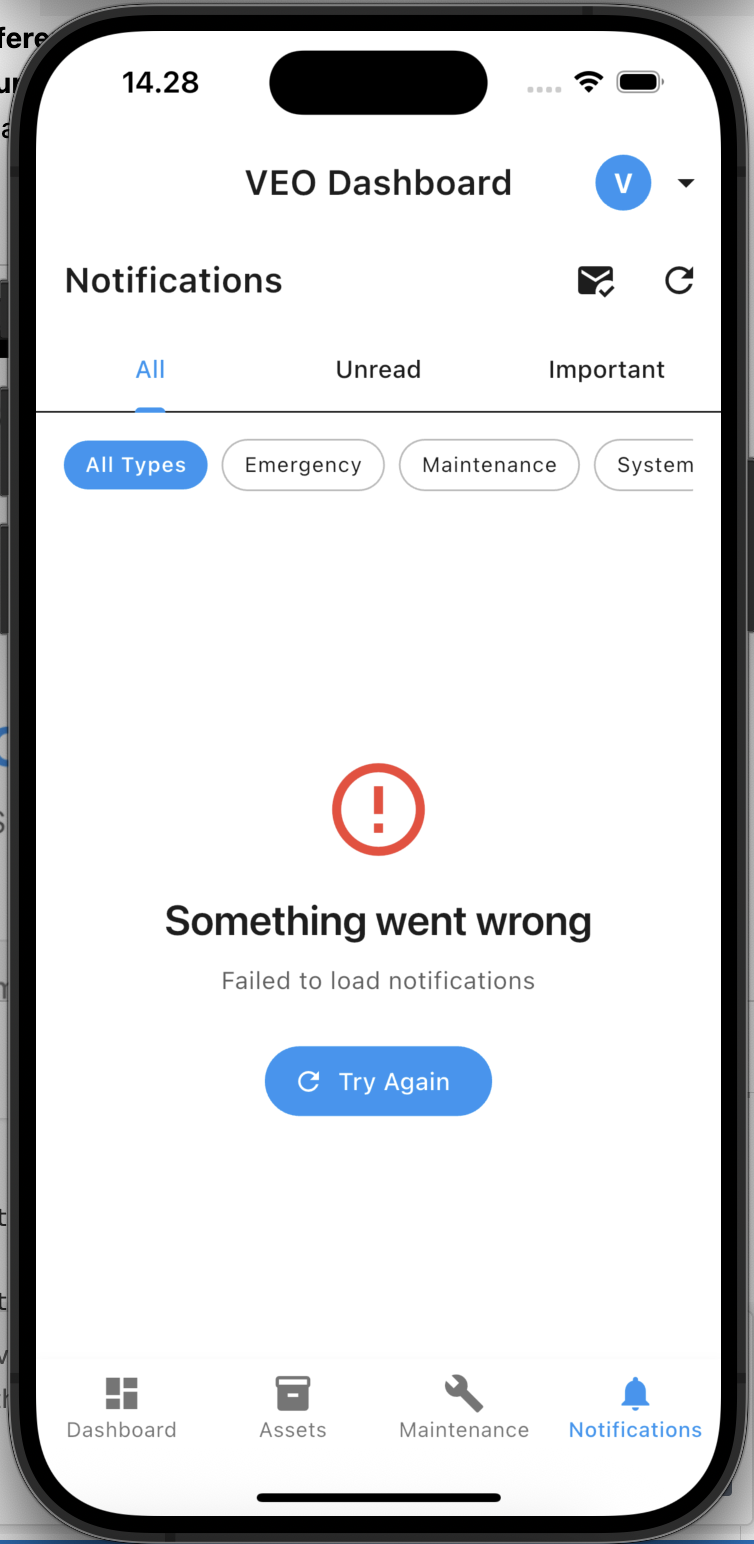 14.28
VEO Dashboard
V
Notifications
All Unread Important
All Types Emergency Maintenance System
Something went wrong
Failed to load notifications
Try Again
Dashboard Assets Maintenance Notifications